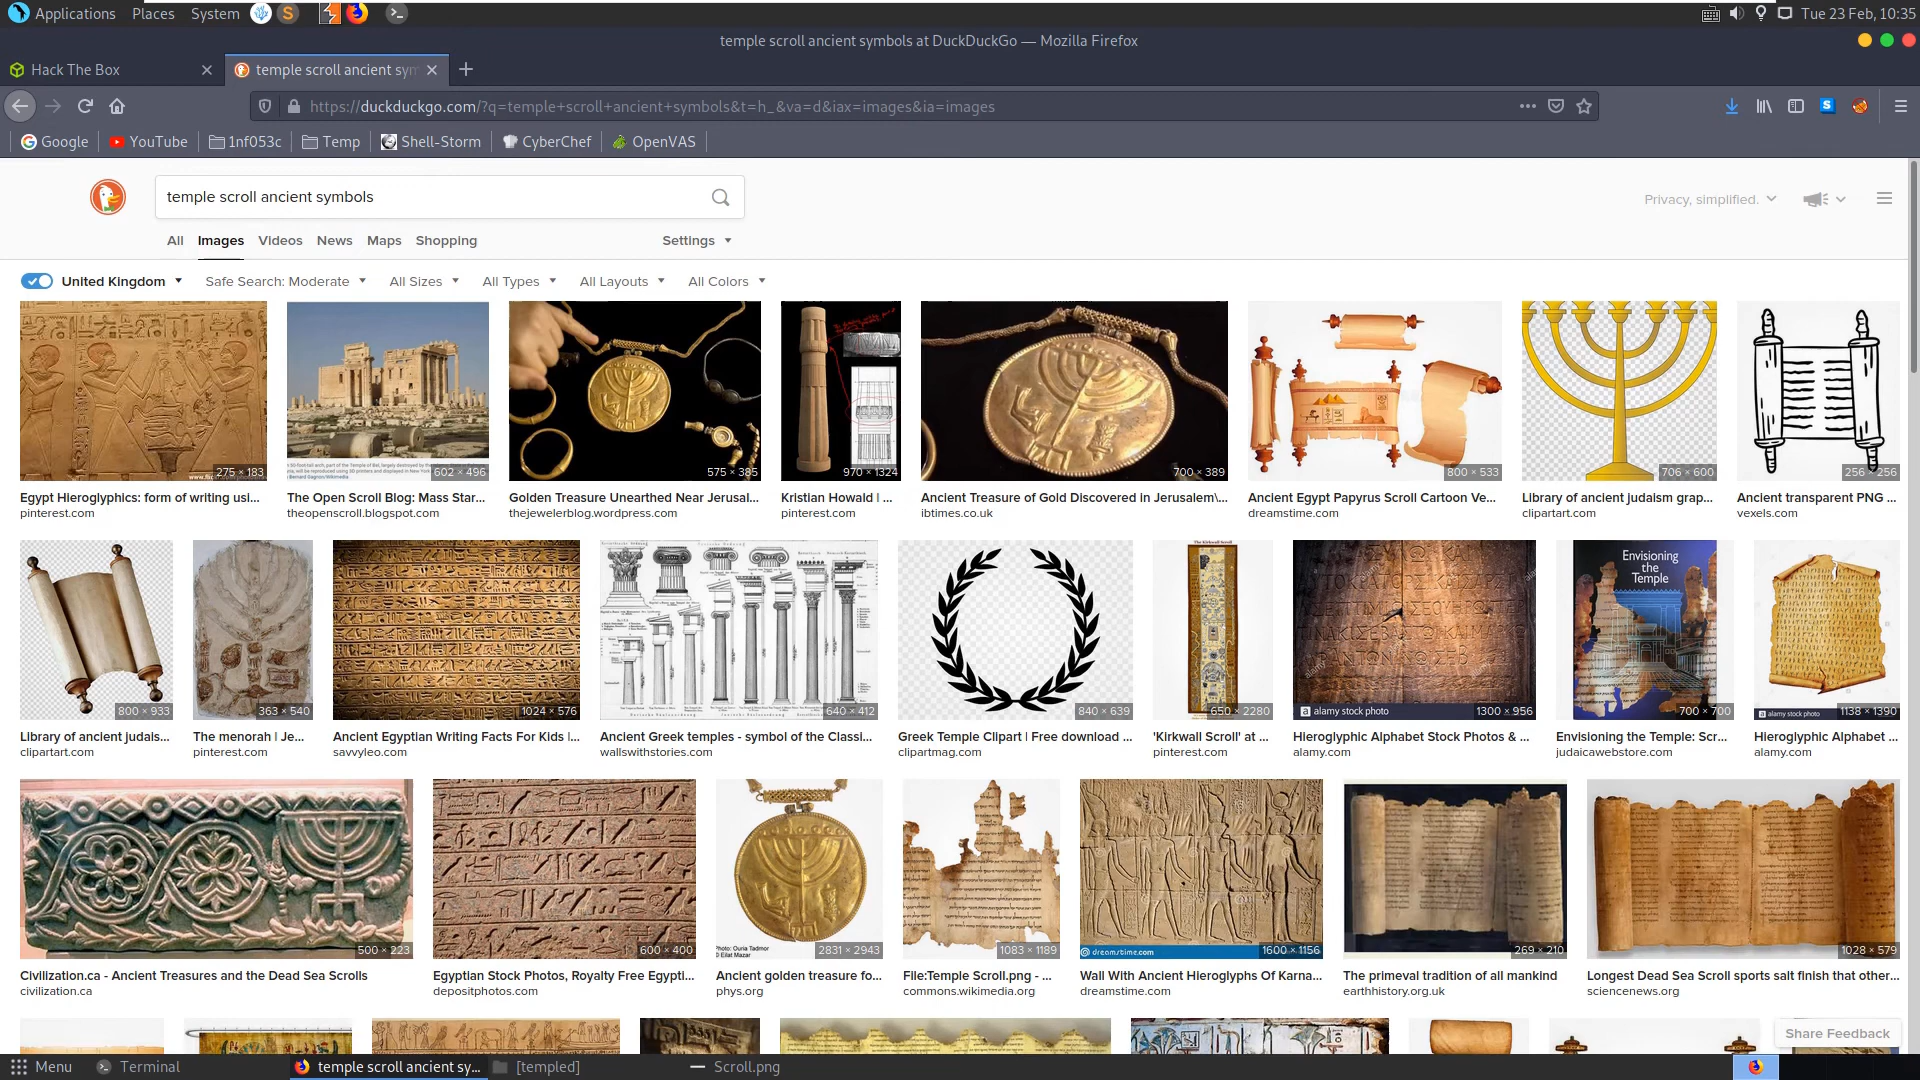 Applications Places System Tue 23 Feb, 10:35
temple scroll ancient symbols at DuckDuckGo — Mozilla Firefox
Hack The Box temple scroll ancient sym
https://duckduckgo.com/?q=temple+scroll+ancient+symbols&t=h_&va=d&iax=images&ia=images
Google YouTube 1nf053c Temp Shell-Storm CyberChef OpenVAS
temple scroll ancient symbols
Privacy, simplified.
All Images Videos News Maps Shopping Settings
United Kingdom Safe Search: Moderate All Sizes All Types All Layouts All Colors
275 × 183 602 × 496 575 × 385 970 × 1324 700 × 389 800 × 533 706 × 600 256 × 256
Egypt Hieroglyphics: form of writing usi... The Open Scroll Blog: Mass Star... Golden Treasure Unearthed Near Jerusal... Kristian Howald | ... Ancient Treasure of Gold Discovered in Jerusalem\... Ancient Egypt Papyrus Scroll Cartoon Ve... Library of ancient judaism grap... Ancient transparent PNG ...
pinterest.com theopenscroll.blogspot.com thejewelerblog.wordpress.com pinterest.com ibtimes.co.uk dreamstime.com clipartart.com vexels.com
Envisioning
the
Temple
a alamy stock photo a alamy stock photo
800 × 933 363 × 540 1024 × 576 640 × 412 840 × 639 650 × 2280 1300 × 956 700 × 700 1138 × 1390
Library of ancient judais... The menorah | Je... Ancient Egyptian Writing Facts For Kids |... Ancient Greek temples - symbol of the Classi... Greek Temple Clipart | Free download ... 'Kirkwall Scroll' at ... Hieroglyphic Alphabet Stock Photos & ... Envisioning the Temple: Scr... Hieroglyphic Alphabet ...
clipartart.com pinterest.com savvyleo.com wallswithstories.com clipartmag.com pinterest.com alamy.com judaicawebstore.com alamy.com
Photo: Ouria Tadmor
© Eilat Mazar
dreamstime.com
500 × 223 600 × 400 2831 × 2943 1083 × 1189 1600 × 1156 269 × 210 1028 × 579
Civilization.ca - Ancient Treasures and the Dead Sea Scrolls Egyptian Stock Photos, Royalty Free Egypti... Ancient golden treasure fo... File:Temple Scroll.png - ... Wall With Ancient Hieroglyphs Of Karna... The primeval tradition of all mankind Longest Dead Sea Scroll sports salt finish that other...
civilization.ca depositphotos.com phys.org commons.wikimedia.org dreamstime.com earthhistory.org.uk sciencenews.org
Share Feedback
Menu Terminal temple scroll ancient sy... [templed] Scroll.png